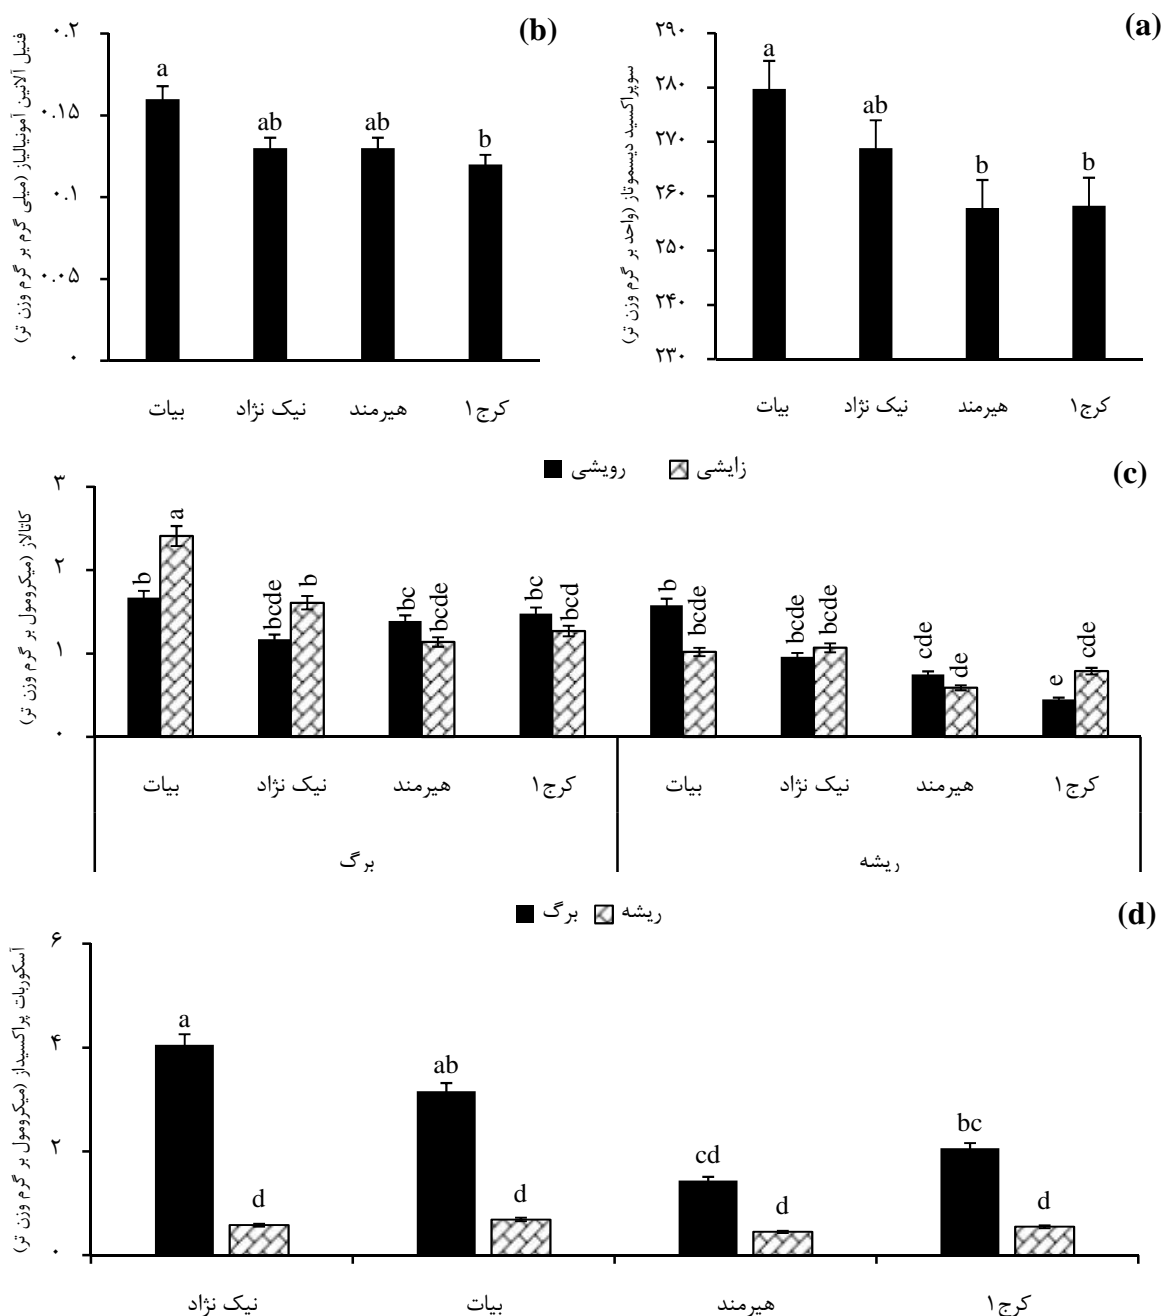 (b)
فنیل آلانین آمونیالیاز (میلی گرم بر گرم وزن تر)
۰.۲
۰.۱۵
۰.۱
۰.۰۵
۰
a
ab
ab
b
بیات
نیک نژاد
هیرمند
کرج۱
(a)
سوپراکسید دیسموتاز (واحد بر گرم وزن تر)
۲۹۰
۲۸۰
۲۷۰
۲۶۰
۲۵۰
۲۴۰
۲۳۰
a
ab
b
b
بیات
نیک نژاد
هیرمند
کرج۱
رویشی
زایشی
(c)
کاتالاز (میکرومول بر گرم وزن تر)
۳
۲
۱
۰
b
a
bcde
b
bc
bcde
bc
bcd
b
bcde
bcde
bcde
cde
de
e
cde
بیات
نیک نژاد
هیرمند
کرج۱
بیات
نیک نژاد
هیرمند
کرج۱
برگ
ریشه
برگ
ریشه
(d)
آسکوربات پراکسیداز (میکرومول بر گرم وزن تر)
۶
۴
۲
۰
a
d
ab
d
cd
d
bc
d
نیک نژاد
بیات
هیرمند
کرج۱